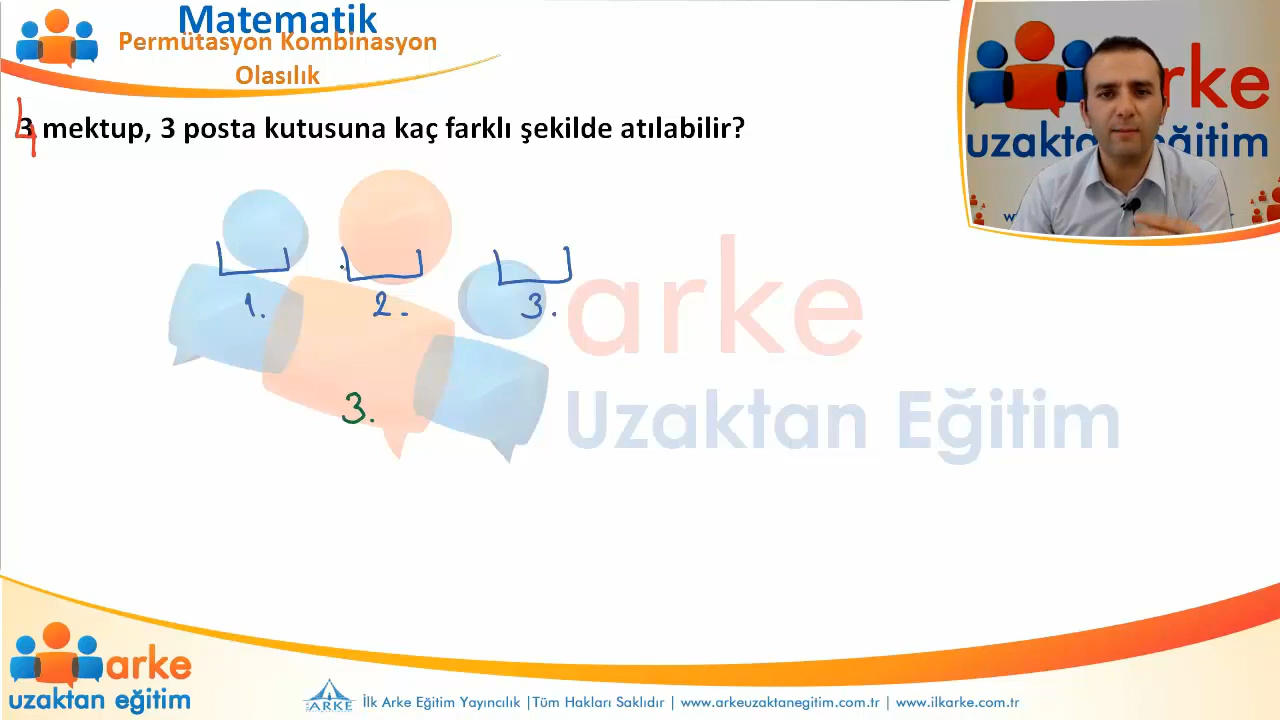 Matematik
Permütasyon Kombinasyon
Olasılık
4 mektup, 3 posta kutusuna kaç farklı şekilde atılabilir?
1. 2. 3.
3.
arke
Uzaktan Eğitim
rke
uzaktan eğitim
arke
uzaktan eğitim
ARKE
İlk Arke Eğitim Yayıncılık |Tüm Hakları Saklıdır | www.arkeuzaktanegitim.com.tr | www.ilkarke.com.tr